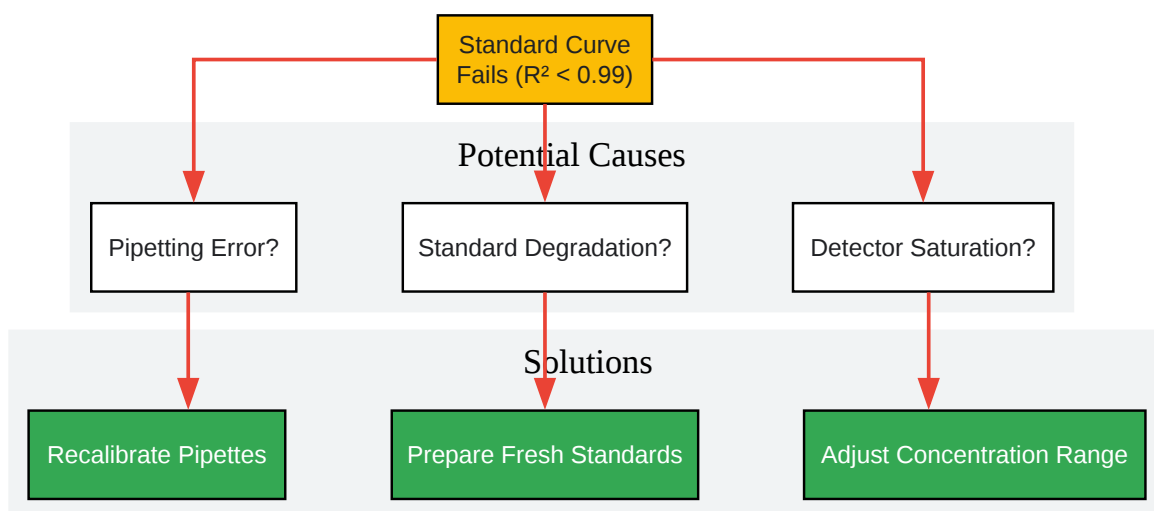 Standard Curve
Fails (R² < 0.99)
Potential Causes
Pipetting Error?
Standard Degradation?
Detector Saturation?
Solutions
Recalibrate Pipettes
Prepare Fresh Standards
Adjust Concentration Range